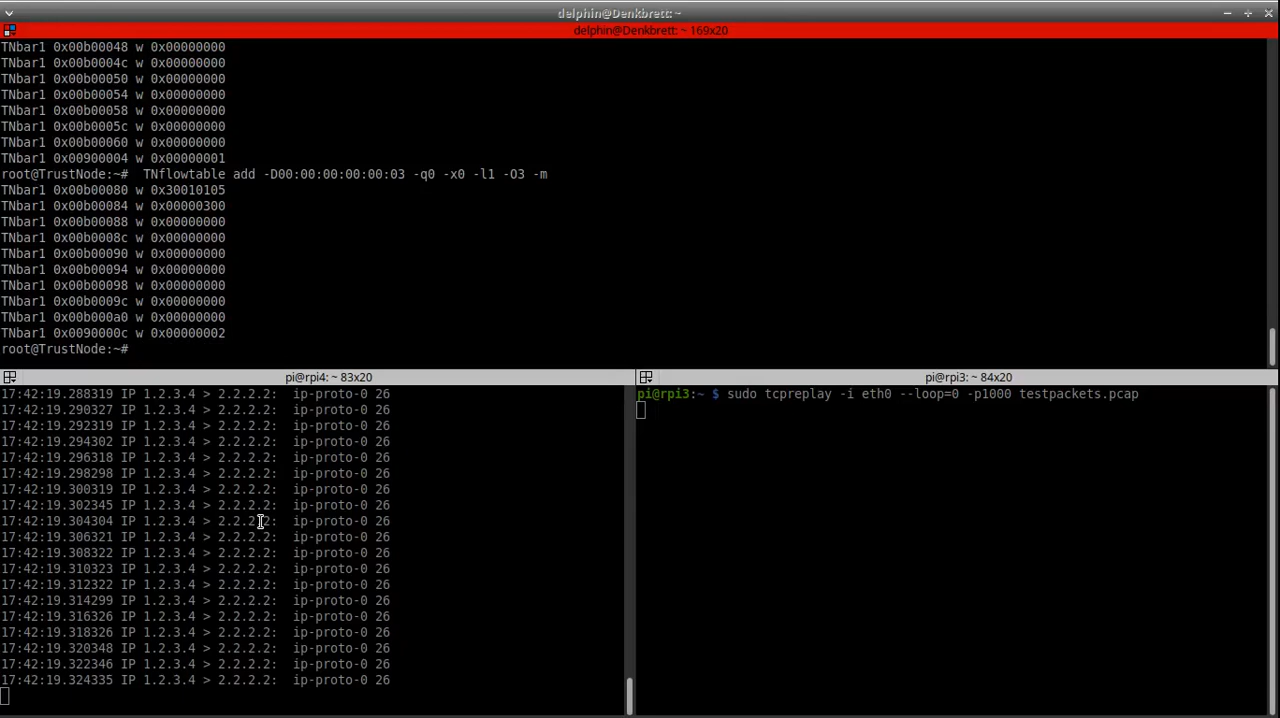 delphin@Denkbrett: ~
delphin@Denkbrett: ~ 169x20
TNbar1 0x00b00048 w 0x00000000
TNbar1 0x00b0004c w 0x00000000
TNbar1 0x00b00050 w 0x00000000
TNbar1 0x00b00054 w 0x00000000
TNbar1 0x00b00058 w 0x00000000
TNbar1 0x00b0005c w 0x00000000
TNbar1 0x00b00060 w 0x00000000
TNbar1 0x00900004 w 0x00000001
root@TrustNode:~#  TNflowtable add -D00:00:00:00:00:03 -q0 -x0 -l1 -O3 -m
TNbar1 0x00b00080 w 0x30010105
TNbar1 0x00b00084 w 0x00000300
TNbar1 0x00b00088 w 0x00000000
TNbar1 0x00b0008c w 0x00000000
TNbar1 0x00b00090 w 0x00000000
TNbar1 0x00b00094 w 0x00000000
TNbar1 0x00b00098 w 0x00000000
TNbar1 0x00b0009c w 0x00000000
TNbar1 0x00b000a0 w 0x00000000
TNbar1 0x0090000c w 0x00000002
root@TrustNode:~#
pi@rpi4: ~ 83x20
17:42:19.288319 IP 1.2.3.4 > 2.2.2.2:  ip-proto-0 26
17:42:19.290327 IP 1.2.3.4 > 2.2.2.2:  ip-proto-0 26
17:42:19.292319 IP 1.2.3.4 > 2.2.2.2:  ip-proto-0 26
17:42:19.294302 IP 1.2.3.4 > 2.2.2.2:  ip-proto-0 26
17:42:19.296318 IP 1.2.3.4 > 2.2.2.2:  ip-proto-0 26
17:42:19.298298 IP 1.2.3.4 > 2.2.2.2:  ip-proto-0 26
17:42:19.300319 IP 1.2.3.4 > 2.2.2.2:  ip-proto-0 26
17:42:19.302345 IP 1.2.3.4 > 2.2.2.2:  ip-proto-0 26
17:42:19.304304 IP 1.2.3.4 > 2.2.2.2:  ip-proto-0 26
17:42:19.306321 IP 1.2.3.4 > 2.2.2.2:  ip-proto-0 26
17:42:19.308322 IP 1.2.3.4 > 2.2.2.2:  ip-proto-0 26
17:42:19.310323 IP 1.2.3.4 > 2.2.2.2:  ip-proto-0 26
17:42:19.312322 IP 1.2.3.4 > 2.2.2.2:  ip-proto-0 26
17:42:19.314299 IP 1.2.3.4 > 2.2.2.2:  ip-proto-0 26
17:42:19.316326 IP 1.2.3.4 > 2.2.2.2:  ip-proto-0 26
17:42:19.318326 IP 1.2.3.4 > 2.2.2.2:  ip-proto-0 26
17:42:19.320348 IP 1.2.3.4 > 2.2.2.2:  ip-proto-0 26
17:42:19.322346 IP 1.2.3.4 > 2.2.2.2:  ip-proto-0 26
17:42:19.324335 IP 1.2.3.4 > 2.2.2.2:  ip-proto-0 26
pi@rpi3: ~ 84x20
pi@rpi3:~ $ sudo tcpreplay -i eth0 --loop=0 -p1000 testpackets.pcap